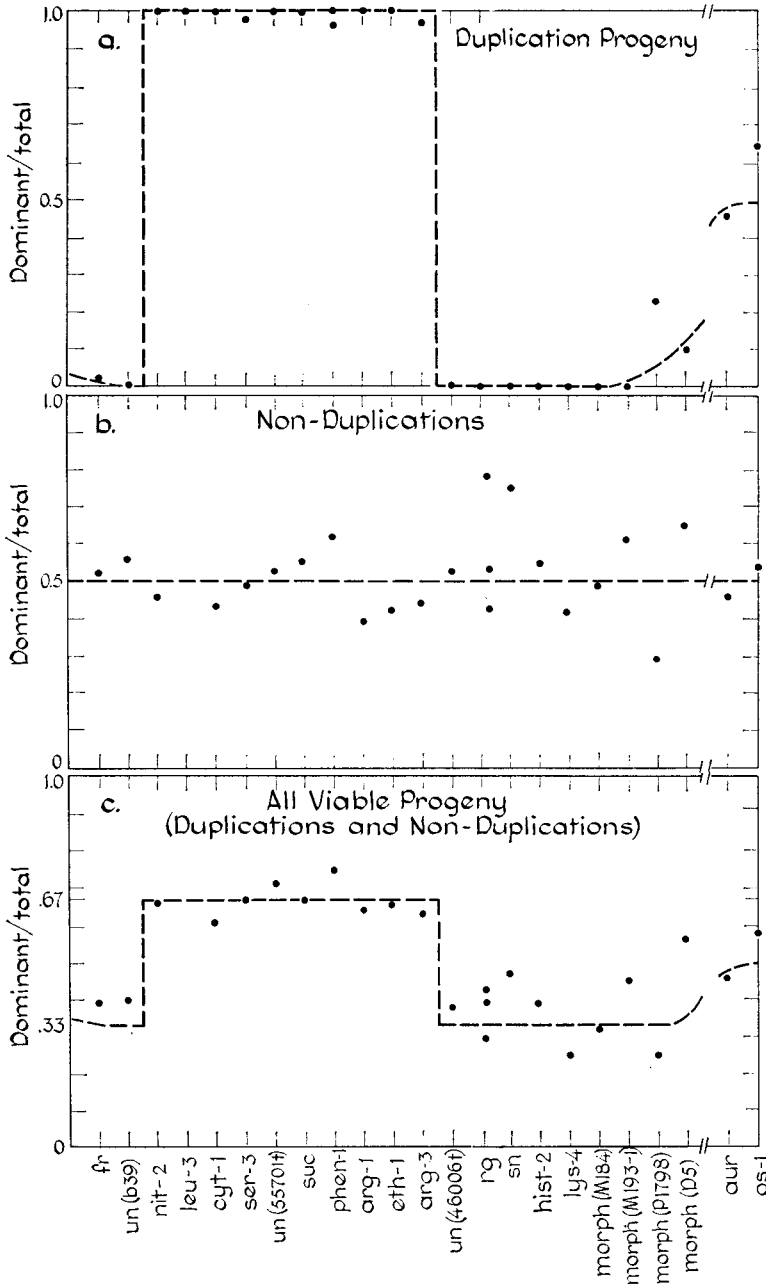 a.
Duplication Progeny
1.0
0.5
0
Dominant/total
b.
Non-Duplications
1.0
0.5
0
Dominant/total
c.
All Viable Progeny
(Duplications and Non-Duplications)
1.0
.67
.33
0
Dominant/total
fr
un(b39)
nit-2
leu-3
cyt-1
ser-3
un(55701t)
suc
phen-1
arg-1
eth-1
arg-3
un(46006t)
rg
sn
hist-2
lys-4
morph(M184)
morph(M193-1)
morph(P1798)
morph(D5)
aur
os-1